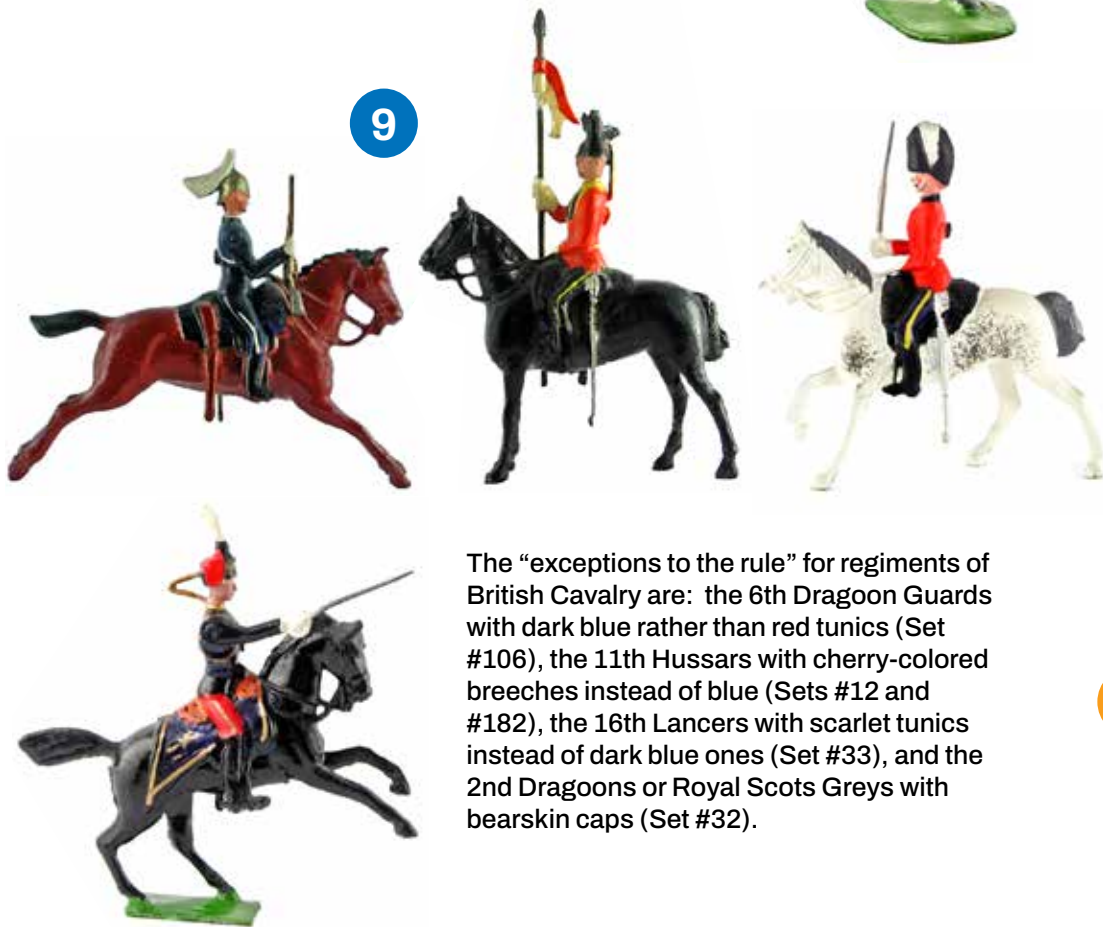 9
The “exceptions to the rule” for regiments of
British Cavalry are:  the 6th Dragoon Guards
with dark blue rather than red tunics (Set
#106), the 11th Hussars with cherry-colored
breeches instead of blue (Sets #12 and
#182), the 16th Lancers with scarlet tunics
instead of dark blue ones (Set #33), and the
2nd Dragoons or Royal Scots Greys with
bearskin caps (Set #32).